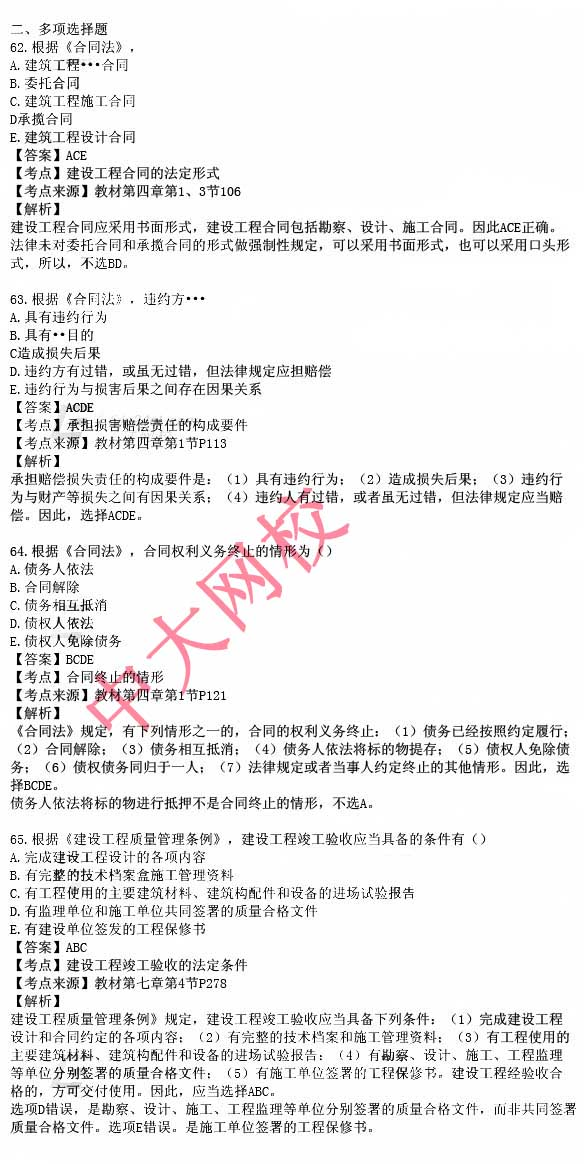 二、多项选择题
62.根据《合同法》，
A.建筑工程•••合同
B.委托合同
C.建筑工程施工合同
D承揽合同
E.建筑工程设计合同
【答案】ACE
【考点】建设工程合同的法定形式
【考点来源】教材第四章第1、3节106
【解析】
建设工程合同应采用书面形式，建设工程合同包括勘察、设计、施工合同。因此ACE正确。
法律未对委托合同和承揽合同的形式做强制性规定，可以采用书面形式，也可以采用口头形
式，所以，不选BD。
63.根据《合同法》．违约方•••
A.具有违约行为
B.具有••目的
C造成损失后果
D.违约方有过错，或虽无过错，但法律规定应担赔偿
E.违约行为与损害后果之间存在因果关系
【答案】ACDE
【考点】承担损害赔偿责任的构成要件
【考点来源】教材第四章第1节P113
【解析】
承担赔偿损失责任的构成要件是：（1）具有违约行为；（2）造成损失后果；（3）违约行
为与财产等损失之间有因果关系；（4）违约人有过错，或者虽无过错，但法律规定应当赔
偿。因此，选择ACDE。
64.根据《合同法》，合同权利义务终止的情形为（）
A.债务人依法
B.合同解除
C.债务相互抵消
D.债权人依法
E.债权人免除债务
【答案】BCDE
【考点】合同终止的情形
【考点来源】教材第四章第1节P121
【解析】
《合同法》规定，有下列情形之一的，合同的权利义务终止：（1）债务已经按照约定履行；
（2）合同解除；（3）债务相互抵消；（4）债务人依法将标的物提存；（5）债权人免除债
务；（6）债权债务同归于一人；（7）法律规定或者当事人约定终止的其他情形。因此，选
择BCDE。
债务人依法将标的物进行抵押不是合同终止的情形，不选A。
65.根据《建设工程质量管理条例》，建设工程竣工验收应当具备的条件有（）
A.完成建设工程设计的各项内容
B.有完整的技术档案盒施工管理资料
C.有工程使用的主要建筑材料、建筑构配件和设备的进场试验报告
D.有监理单位和施工单位共同签署的质量合格文件
E.有建设单位签发的工程保修书
【答案】ABC
【考点】建设工程竣工验收的法定条件
【考点来源】教材第七章第4节P278
【解析】
建设工程质量管理条例》规定，建设工程竣工验收应当具备下列条件：（1）完成建设工程
设计和合同约定的各项内容；（2）有完整的技术档案和施工管理资料；（3）有工程使用的
主要建筑材料、建筑构配件和设备的进场试验报告；（4）有勘察、设计、施工、工程监理
等单位分别签署的质量合格文件；（5）有施工单位签署的工程保修书。建设工程经验收合
格的，方可交付使用。因此，应当选择ABC。
选项D错误，是勘察、设计、施工、工程监理等单位分别签署的质量合格文件，而非共同签署
质量合格文件。选项E错误。是施工单位签署的工程保修书。
中大网校